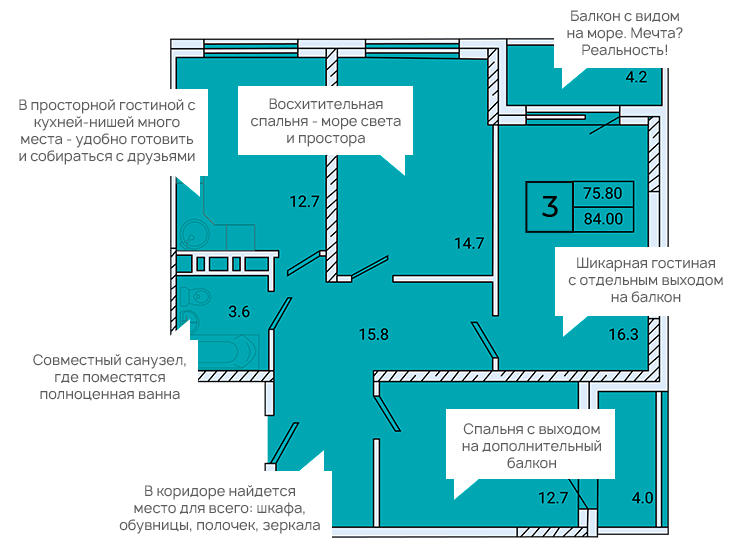 Балкон с видом
на море. Мечта?
Реальность!
4.2
В просторной гостиной с
кухней-нишей много
места - удобно готовить
и собираться с друзьями
Восхитительная
спальня - море света
и простора
12.7
14.7
3
75.80
84.00
Шикарная гостиная
с отдельным выходом
на балкон
16.3
3.6
15.8
Совместный санузел,
где поместятся
полноценная ванна
Спальня с выходом
на дополнительный
балкон
12.7
4.0
В коридоре найдется
место для всего: шкафа,
обувницы, полочек, зеркала